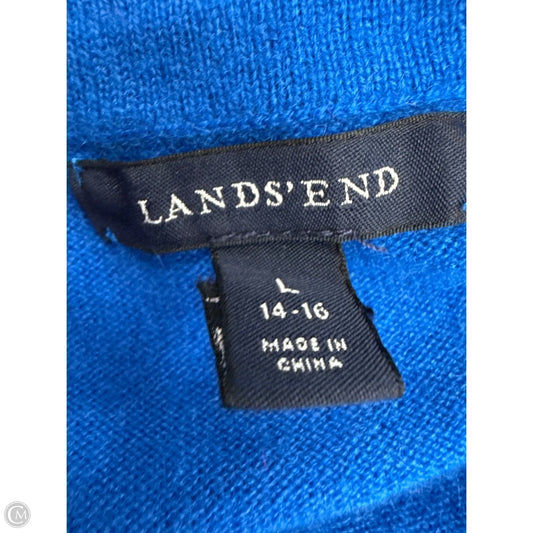 LANDS' END
L
14-16
MADE IN
CHINA